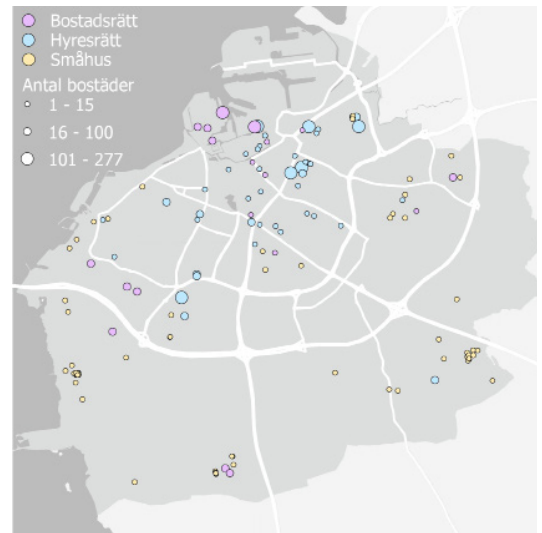 Bostadsrätt
Hyresrätt
Småhus
Antal bostäder
1 - 15
16 - 100
101 - 277